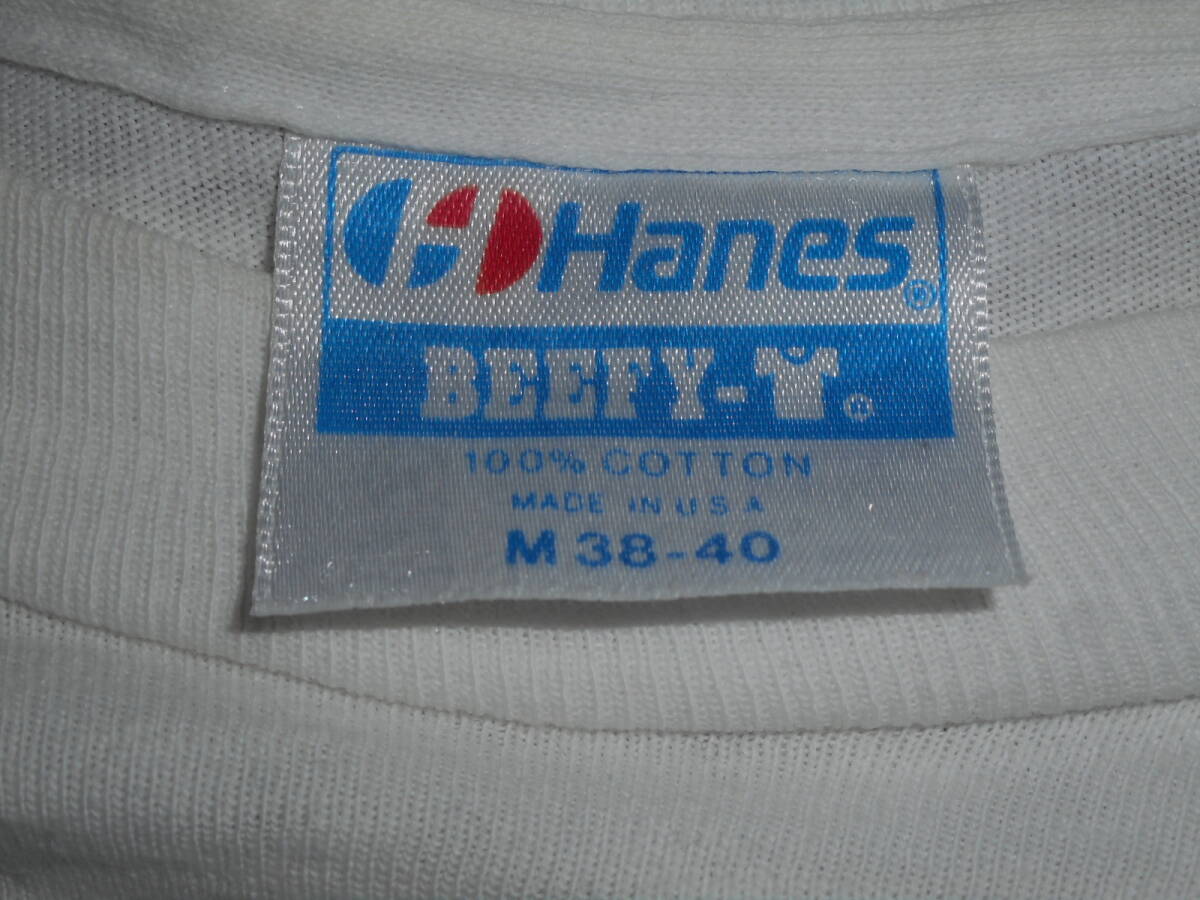 Hanes®
BEEFY-T®
100% COTTON
MADE IN U S A
M 38-40